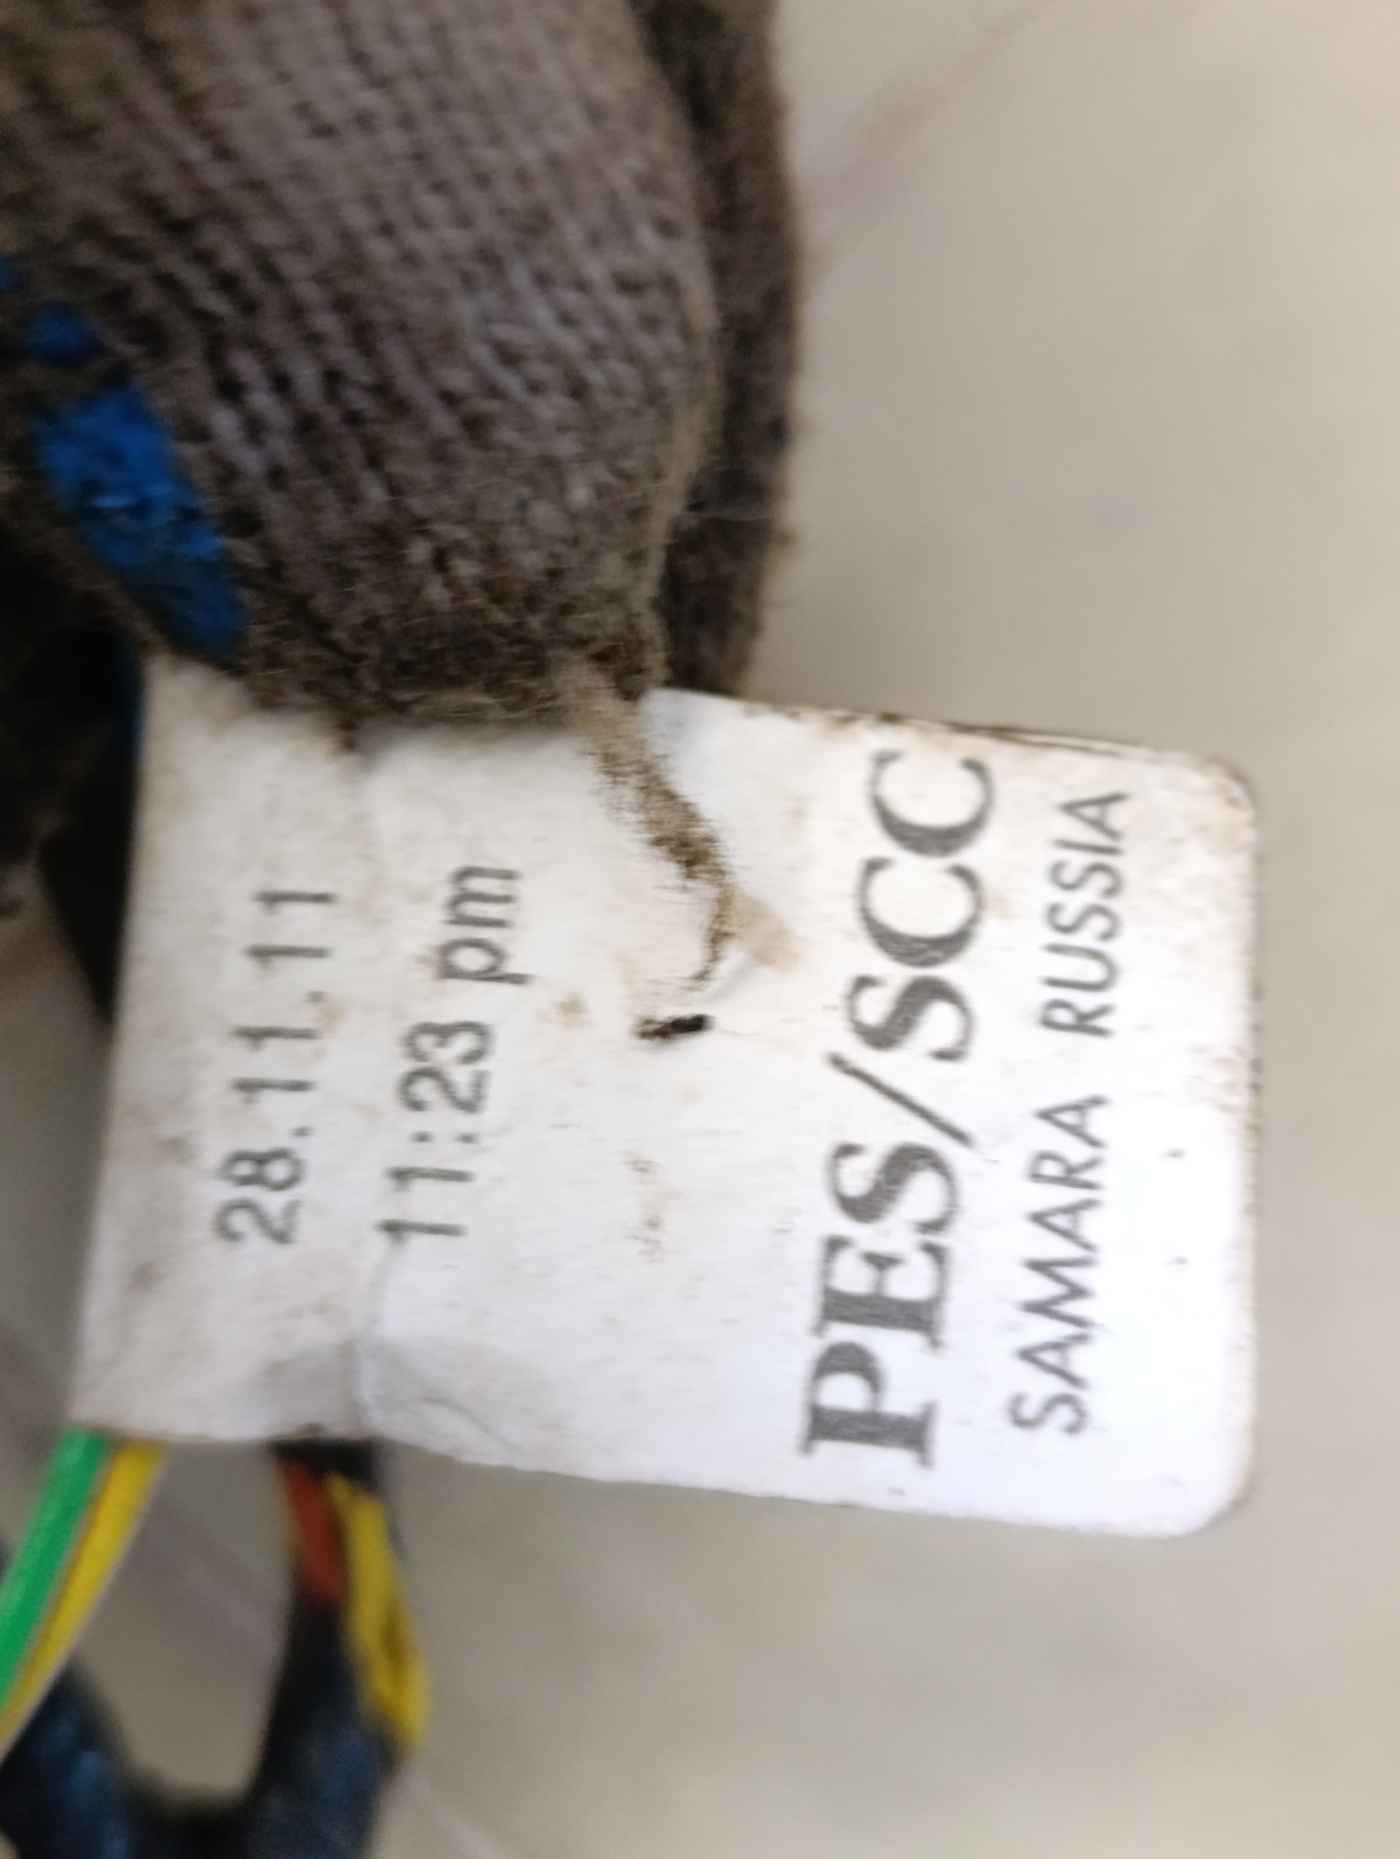 28.11.11
11:23 pm
PES/SCC
SAMARA RUSSIA